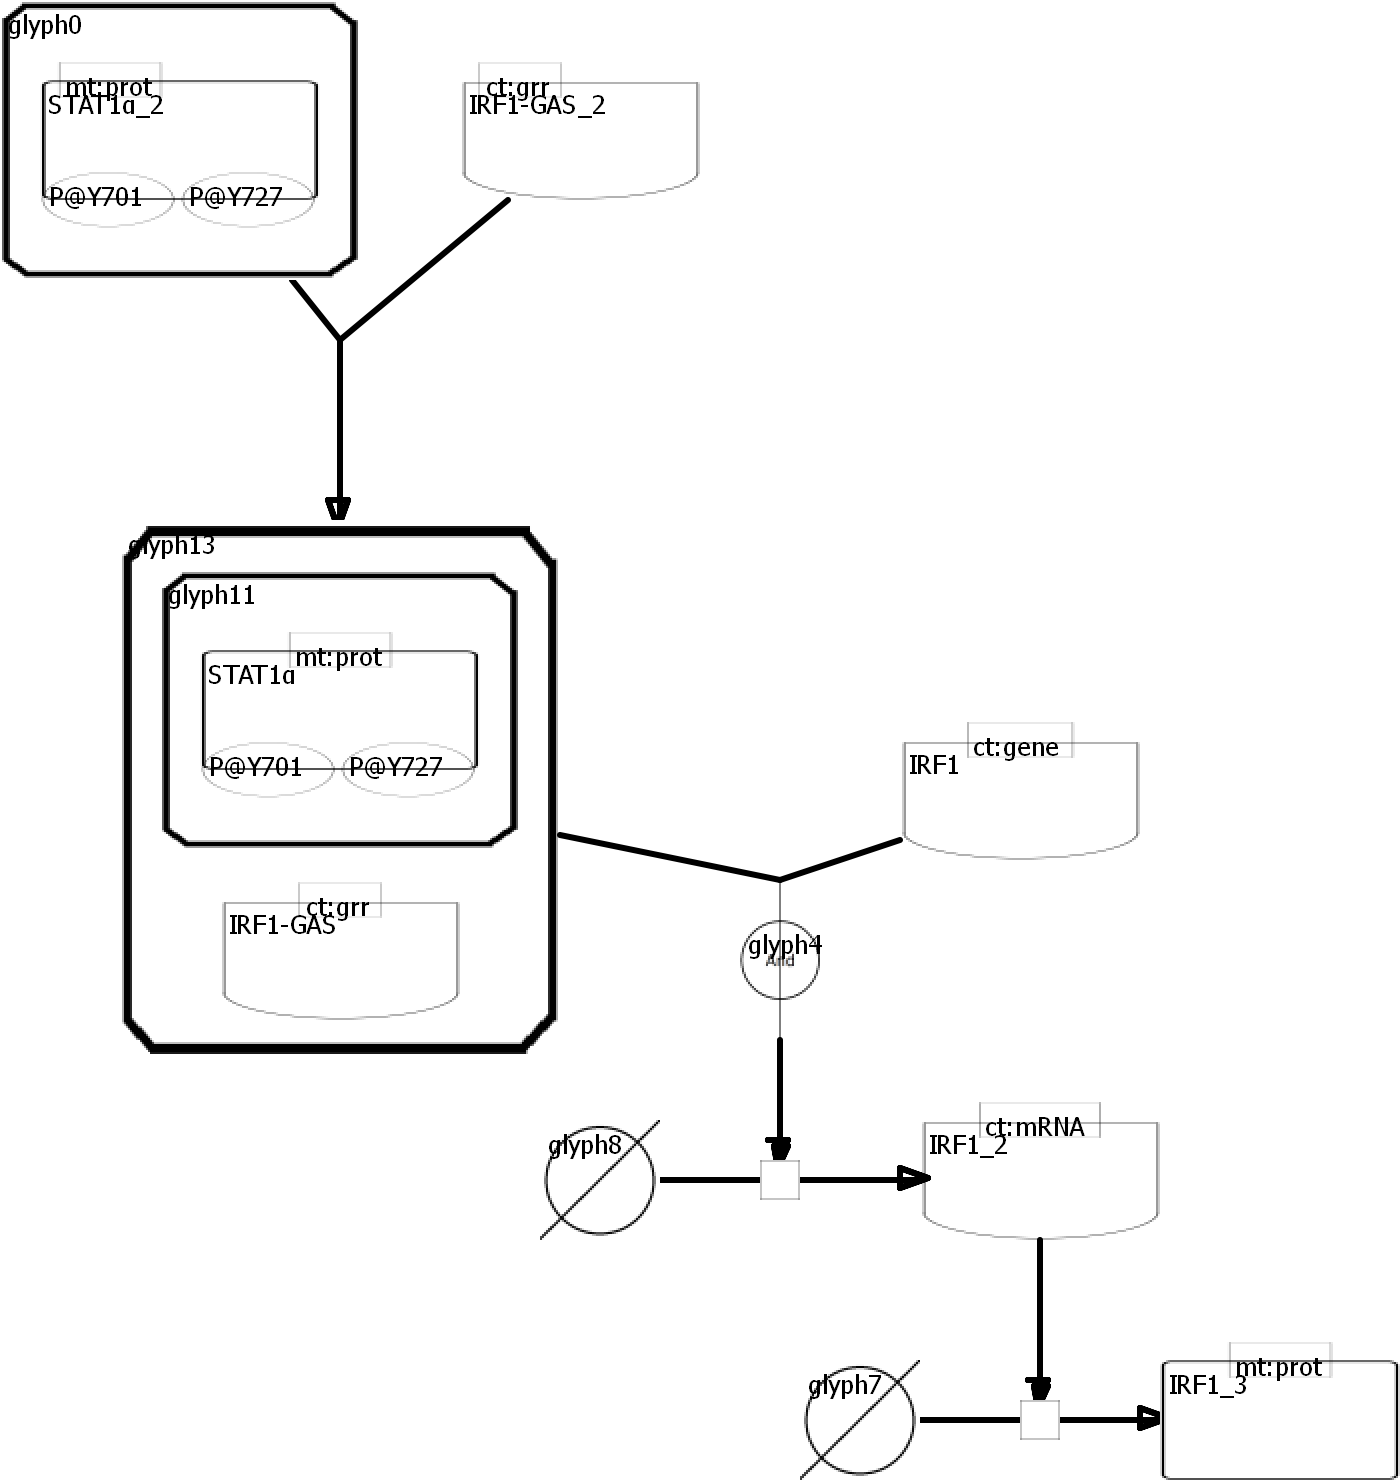 glyph0
mt:prot
STAT1α_2
P@Y701 P@Y727
ct:grr
IRF1-GAS_2
glyph13
glyph11
mt:prot
STAT1α
P@Y701 P@Y727
ct:grr
IRF1-GAS
ct:gene
IRF1
glyph4
And
glyph8
ct:mRNA
IRF1_2
glyph7
mt:prot
IRF1_3